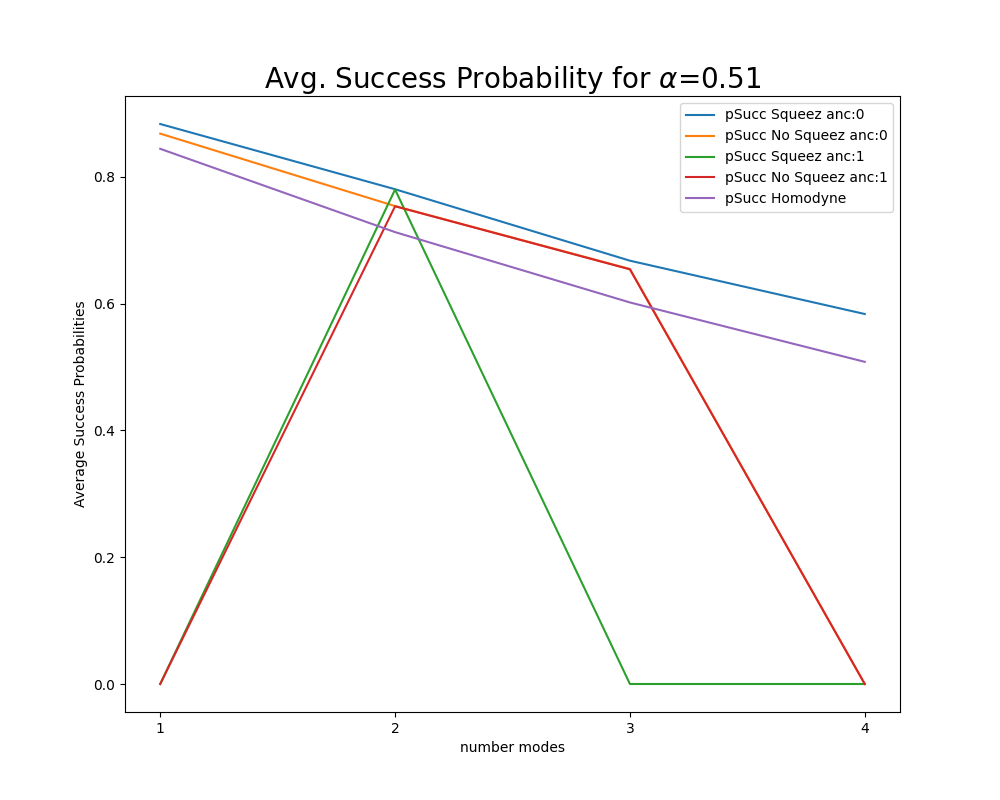 Avg. Success Probability for α=0.51
pSucc Squeez anc:0
pSucc No Squeez anc:0
pSucc Squeez anc:1
pSucc No Squeez anc:1
pSucc Homodyne
Average Success Probabilities
0.8
0.6
0.4
0.2
0.0
1
2
3
4
number modes